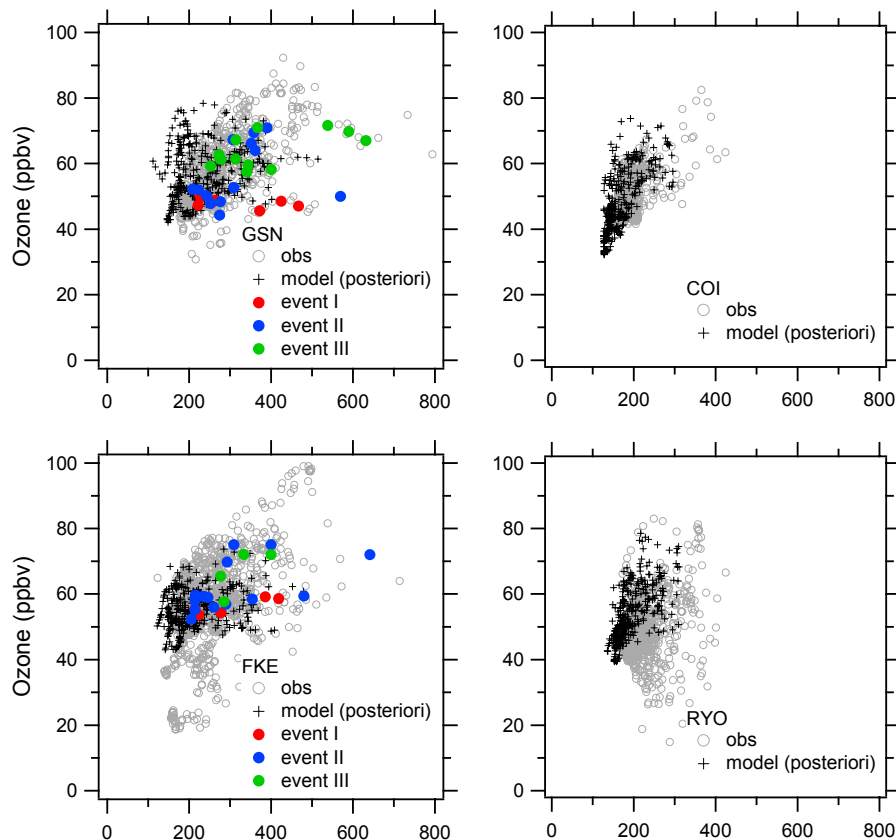 100
80
60
40
20
0
Ozone (ppbv)
GSN
obs
model (posteriori)
event I
event II
event III
0 200 400 600 800
100
80
60
40
20
0
COI
obs
model (posteriori)
0 200 400 600 800
100
80
60
40
20
0
Ozone (ppbv)
FKE
obs
model (posteriori)
event I
event II
event III
0 200 400 600 800
100
80
60
40
20
0
RYO
obs
model (posteriori)
0 200 400 600 800